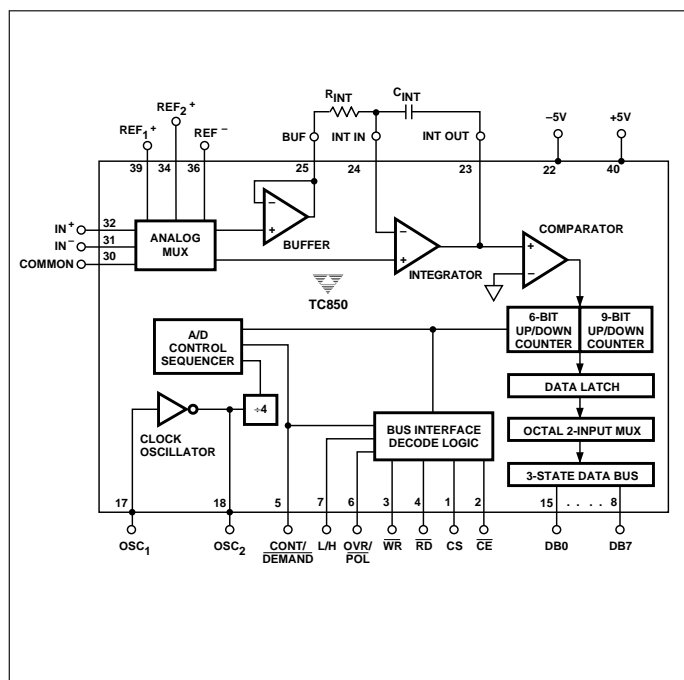 R_INT
C_INT
REF₂⁺
REF₁⁺
REF⁻
BUF
INT IN
INT OUT
–5V
+5V
39
34
36
25
24
23
22
40
IN⁺
32
IN⁻
31
COMMON
30
ANALOG
MUX
–
+
BUFFER
–
+
INTEGRATOR
COMPARATOR
+
–
TC850
A/D
CONTROL
SEQUENCER
6-BIT
UP/DOWN
COUNTER
9-BIT
UP/DOWN
COUNTER
DATA LATCH
÷4
CLOCK
OSCILLATOR
BUS INTERFACE
DECODE LOGIC
OCTAL 2-INPUT MUX
3-STATE DATA BUS
17
18
5
7
6
3
4
1
2
15 . . . . 8
OSC₁
OSC₂
CONT/
DEMAND
L/H
OVR/
POL
WR
RD
CS
CE
DB0
DB7